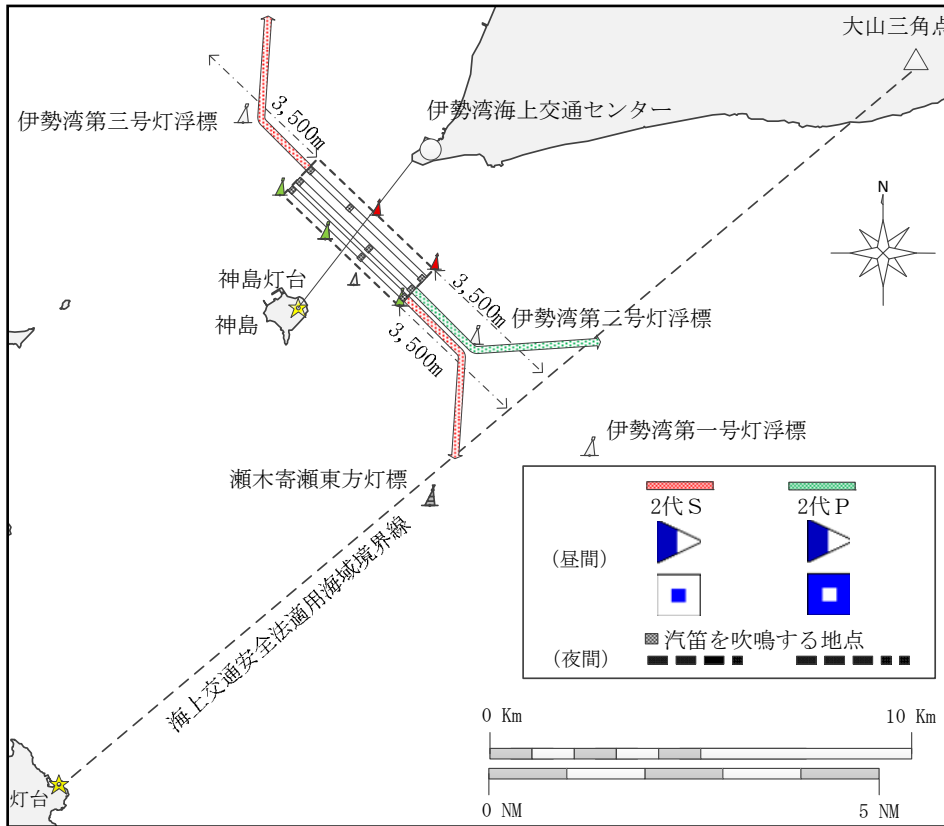 大山三角点
伊勢湾海上交通センター
伊勢湾第三号灯浮標
3,500m
N
神島灯台
神島
3,500m
伊勢湾第二号灯浮標
3,500m
伊勢湾第一号灯浮標
瀬木寄瀬東方灯標
海上交通安全法適用海域境界線
2代S
2代P
(昼間)
汽笛を吹鳴する地点
(夜間)
0 Km
10 Km
0 NM
5 NM
灯台